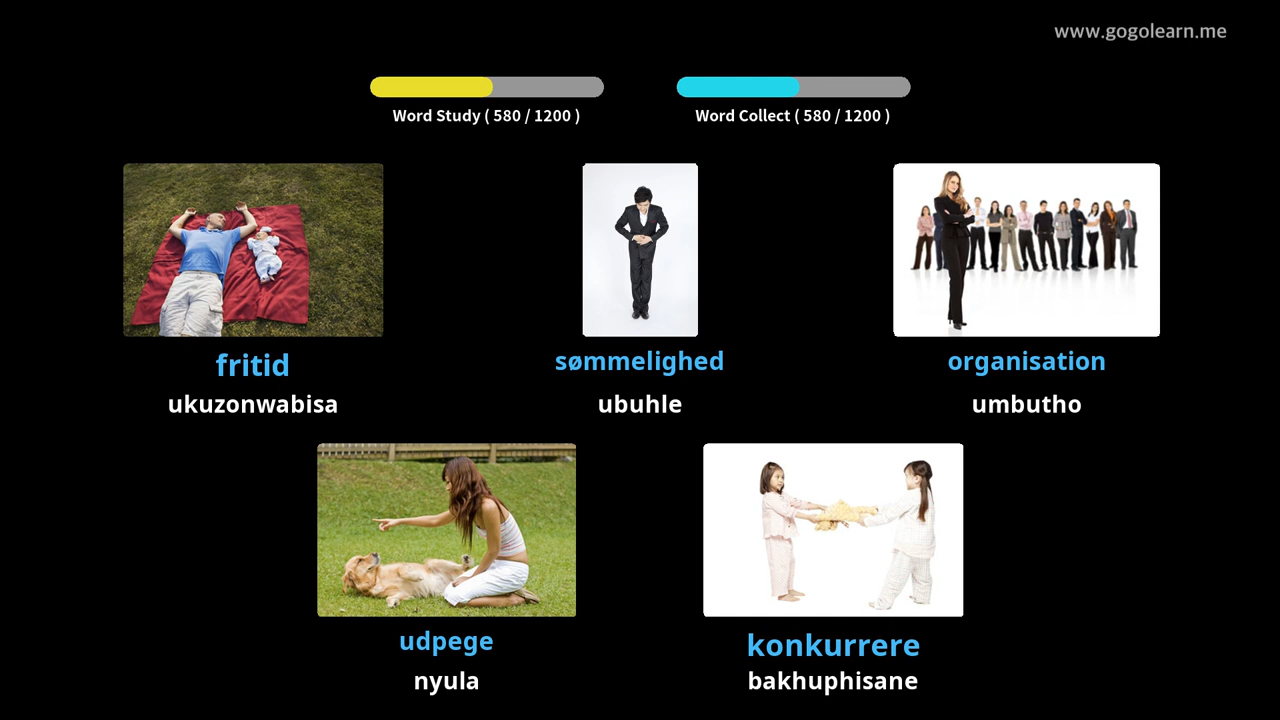 www.gogolearn.me
Word Study ( 580 / 1200 )
Word Collect ( 580 / 1200 )
fritid
sømmelighed
organisation
ukuzonwabisa
ubuhle
umbutho
udpege
konkurrere
nyula
bakhuphisane